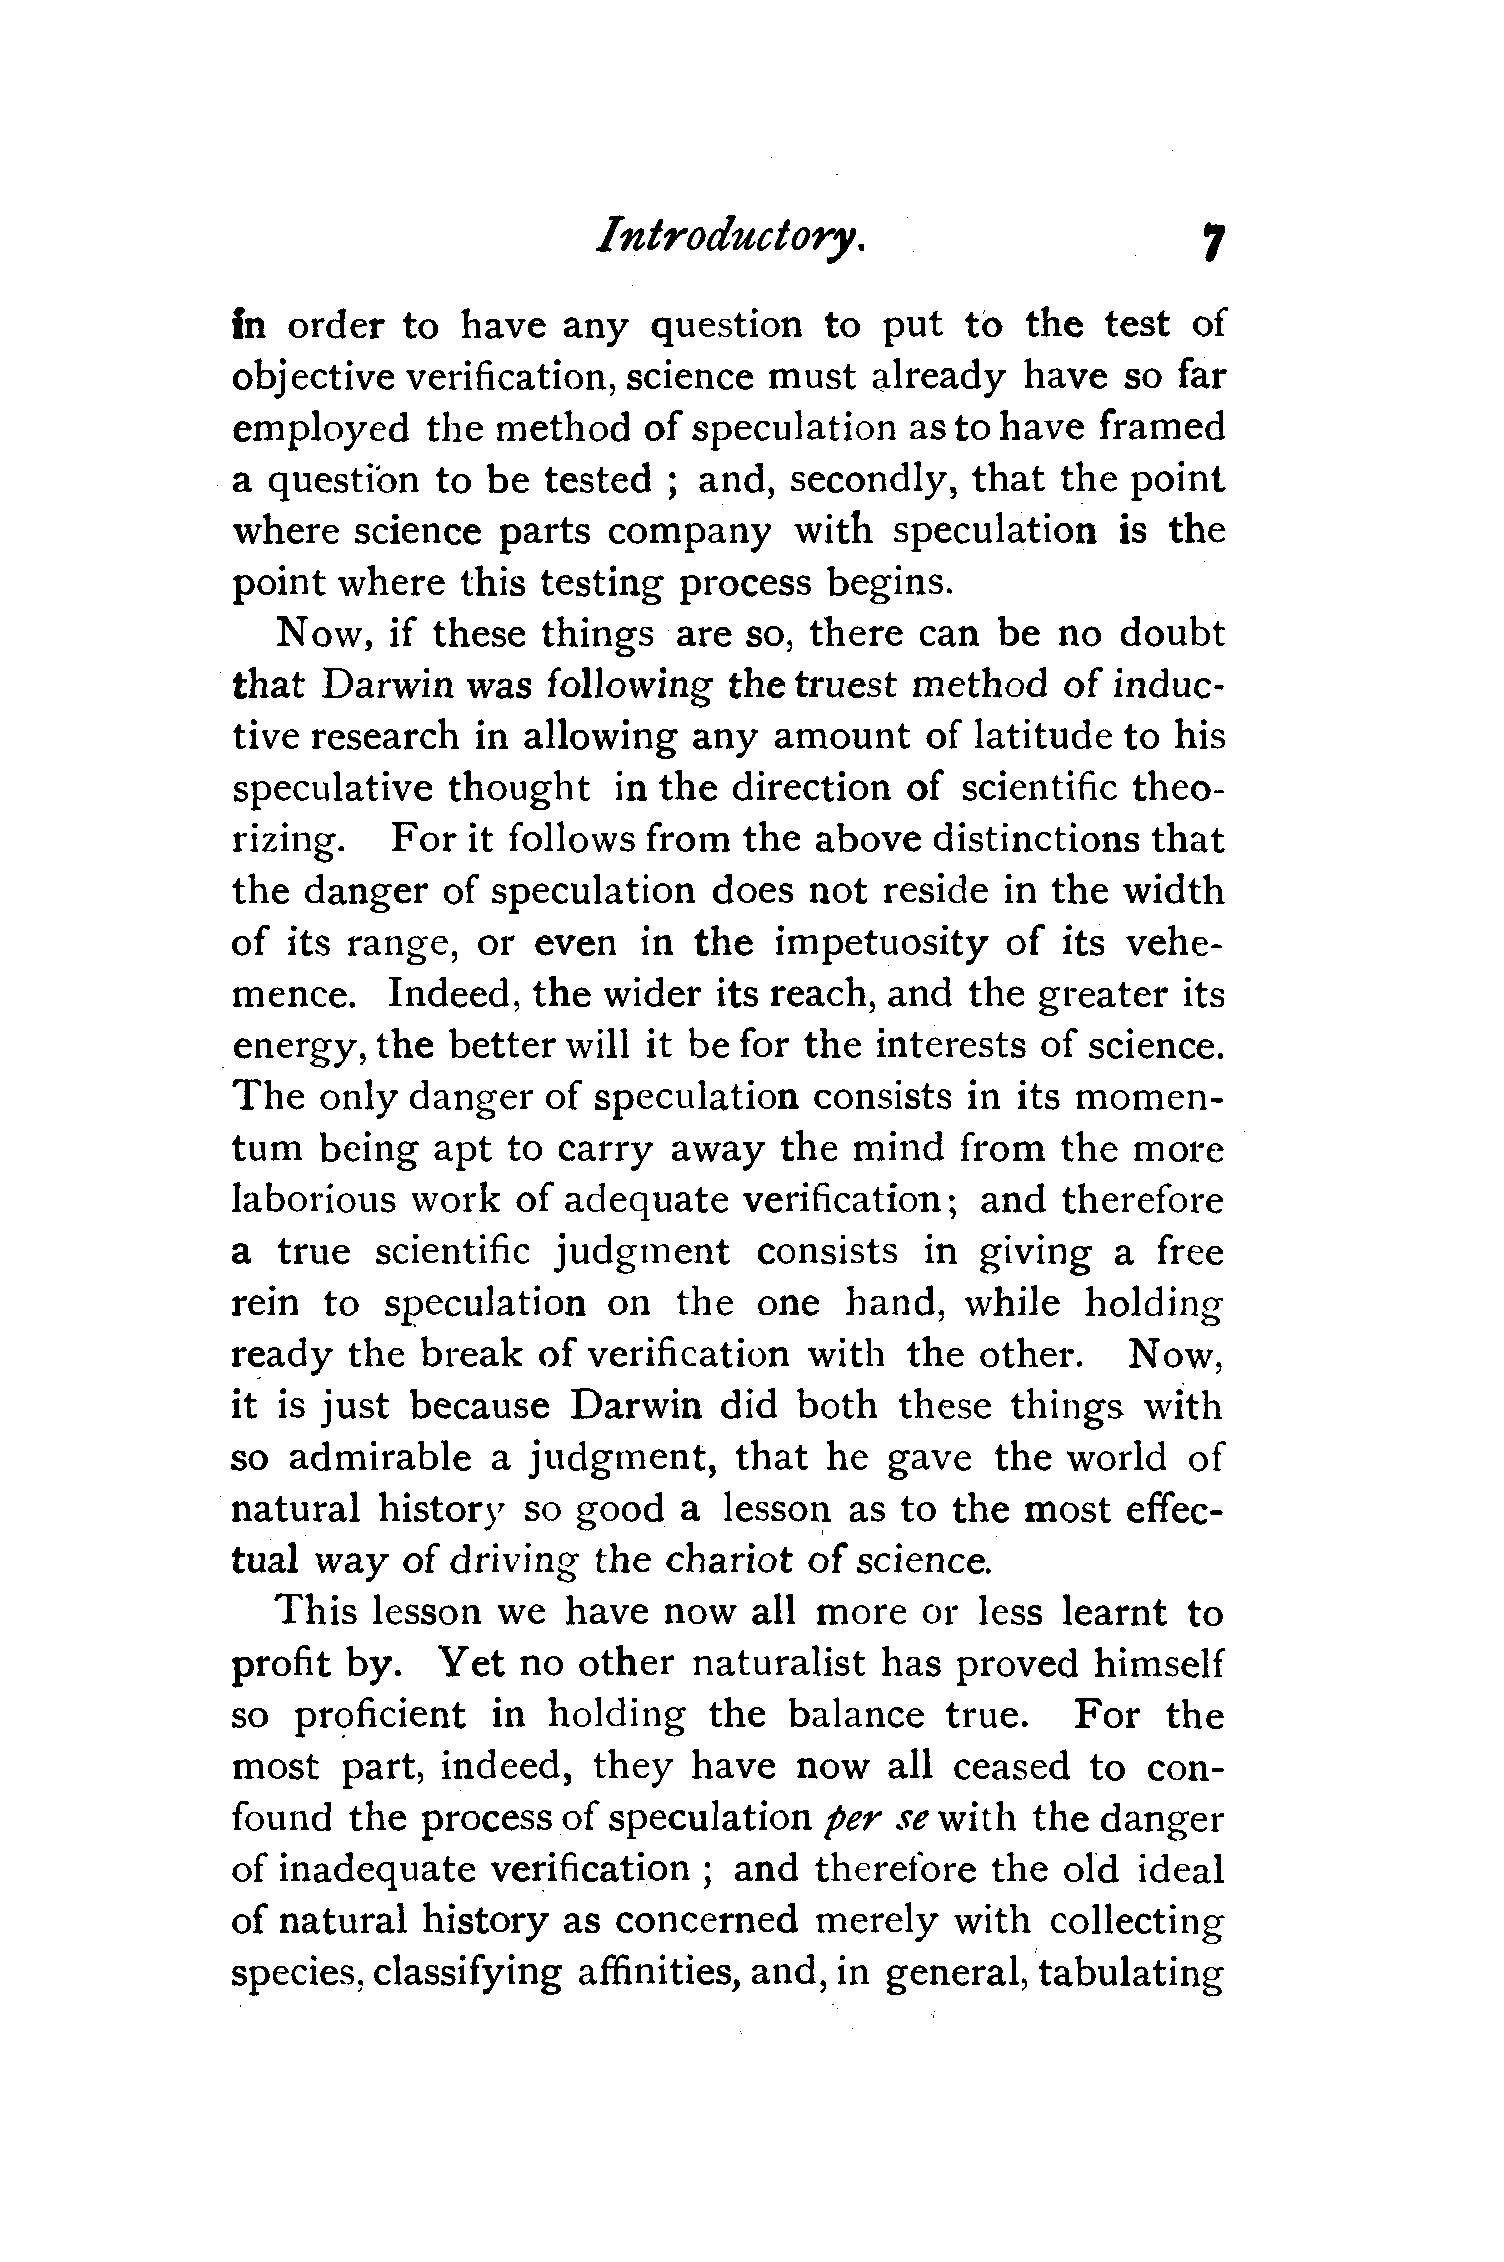 Introductory. 7
in order to have any question to put to the test of
objective verification, science must already have so far
employed the method of speculation as to have framed
a question to be tested ; and, secondly, that the point
where science parts company with speculation is the
point where this testing process begins.
Now, if these things are so, there can be no doubt
that Darwin was following the truest method of induc-
tive research in allowing any amount of latitude to his
speculative thought in the direction of scientific theo-
rizing. For it follows from the above distinctions that
the danger of speculation does not reside in the width
of its range, or even in the impetuosity of its vehe-
mence. Indeed, the wider its reach, and the greater its
energy, the better will it be for the interests of science.
The only danger of speculation consists in its momen-
tum being apt to carry away the mind from the more
laborious work of adequate verification; and therefore
a true scientific judgment consists in giving a free
rein to speculation on the one hand, while holding
ready the break of verification with the other. Now,
it is just because Darwin did both these things with
so admirable a judgment, that he gave the world of
natural history so good a lesson as to the most effec-
tual way of driving the chariot of science.
This lesson we have now all more or less learnt to
profit by. Yet no other naturalist has proved himself
so proficient in holding the balance true. For the
most part, indeed, they have now all ceased to con-
found the process of speculation per se with the danger
of inadequate verification ; and therefore the old ideal
of natural history as concerned merely with collecting
species, classifying affinities, and, in general, tabulating